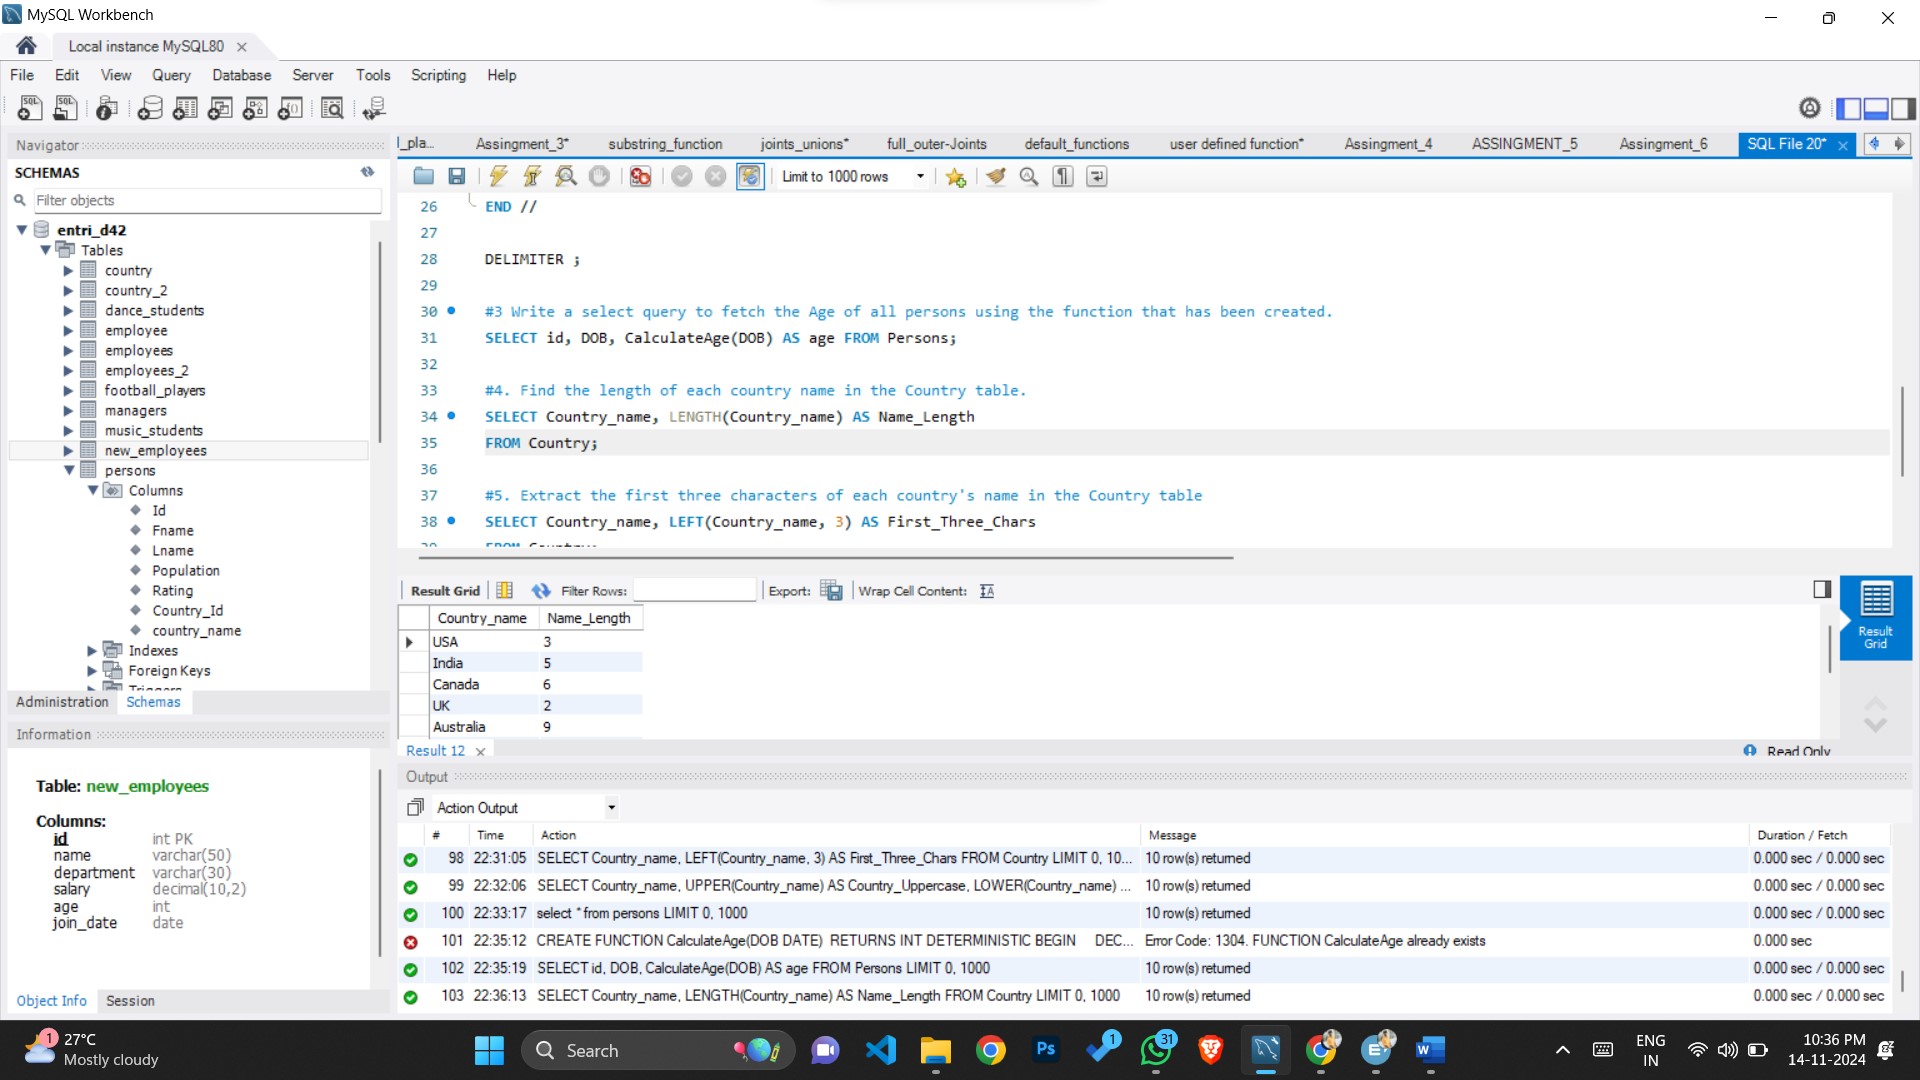 MySQL Workbench
Local instance MySQL80
File Edit View Query Database Server Tools Scripting Help
Navigator
SCHEMAS
Filter objects
entri_d42
Tables
country
country_2
dance_students
employee
employees
employees_2
football_players
managers
music_students
new_employees
persons
Columns
Id
Fname
Lname
Population
Rating
Country_Id
country_name
Indexes
Foreign Keys
Triggers
Administration Schemas
Information
Table: new_employees
Columns:
id int PK
name varchar(50)
department varchar(30)
salary decimal(10,2)
age int
join_date date
Object Info Session
l_pla... Assingment_3* substring_function joints_unions* full_outer-Joints default_functions user defined function* Assingment_4 ASSINGMENT_5 Assingment_6 SQL File 20*
Limit to 1000 rows
26 END //
27
28 DELIMITER ;
29
30 #3 Write a select query to fetch the Age of all persons using the function that has been created.
31 SELECT id, DOB, CalculateAge(DOB) AS age FROM Persons;
32
33 #4. Find the length of each country name in the Country table.
34 SELECT Country_name, LENGTH(Country_name) AS Name_Length
35 FROM Country;
36
37 #5. Extract the first three characters of each country's name in the Country table
38 SELECT Country_name, LEFT(Country_name, 3) AS First_Three_Chars
39 FROM Country;
Result Grid Filter Rows: Export: Wrap Cell Content:
Country_name Name_Length
USA 3
India 5
Canada 6
UK 2
Australia 9
Result 12
Read Only
Result
Grid
Output
Action Output
# Time Action Message Duration / Fetch
98 22:31:05 SELECT Country_name, LEFT(Country_name, 3) AS First_Three_Chars FROM Country LIMIT 0, 10... 10 row(s) returned 0.000 sec / 0.000 sec
99 22:32:06 SELECT Country_name, UPPER(Country_name) AS Country_Uppercase, LOWER(Country_name) ... 10 row(s) returned 0.000 sec / 0.000 sec
100 22:33:17 select * from persons LIMIT 0, 1000 10 row(s) returned 0.000 sec / 0.000 sec
101 22:35:12 CREATE FUNCTION CalculateAge(DOB DATE) RETURNS INT DETERMINISTIC BEGIN DEC... Error Code: 1304. FUNCTION CalculateAge already exists 0.000 sec
102 22:35:19 SELECT id, DOB, CalculateAge(DOB) AS age FROM Persons LIMIT 0, 1000 10 row(s) returned 0.000 sec / 0.000 sec
103 22:36:13 SELECT Country_name, LENGTH(Country_name) AS Name_Length FROM Country LIMIT 0, 1000 10 row(s) returned 0.000 sec / 0.000 sec
1
27°C
Mostly cloudy
Search
Ps
1
31
ENG
IN
10:36 PM
14-11-2024